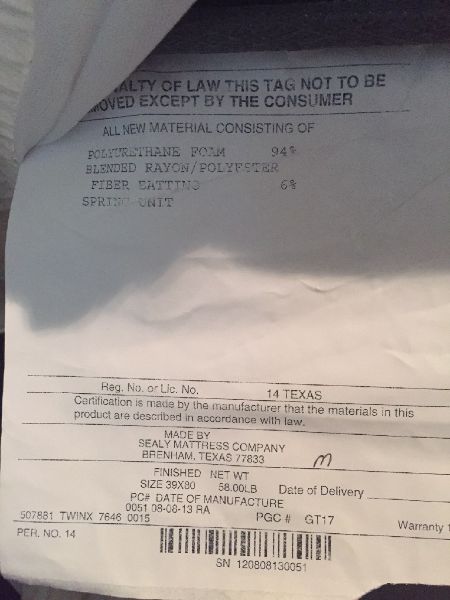 ALTY OF LAW THIS TAG NOT TO BE
MOVED EXCEPT BY THE CONSUMER
ALL NEW MATERIAL CONSISTING OF
POLYURETHANE FOAM 94%
BLENDED RAYON/POLYESTER
FIBER BATTING 6%
SPRING UNIT
Reg. No. or Lic. No. 14 TEXAS
Certification is made by the manufacturer that the materials in this
product are described in accordance with law.
MADE BY
SEALY MATTRESS COMPANY
BRENHAM, TEXAS 77833
m
FINISHED NET WT
SIZE 39X80 58.00LB Date of Delivery
PC# DATE OF MANUFACTURE
0051 08-08-13 RA
507881 TWINX 7646 0015 PGC # GT17 Warranty 1
PER. NO. 14
SN 120808130051